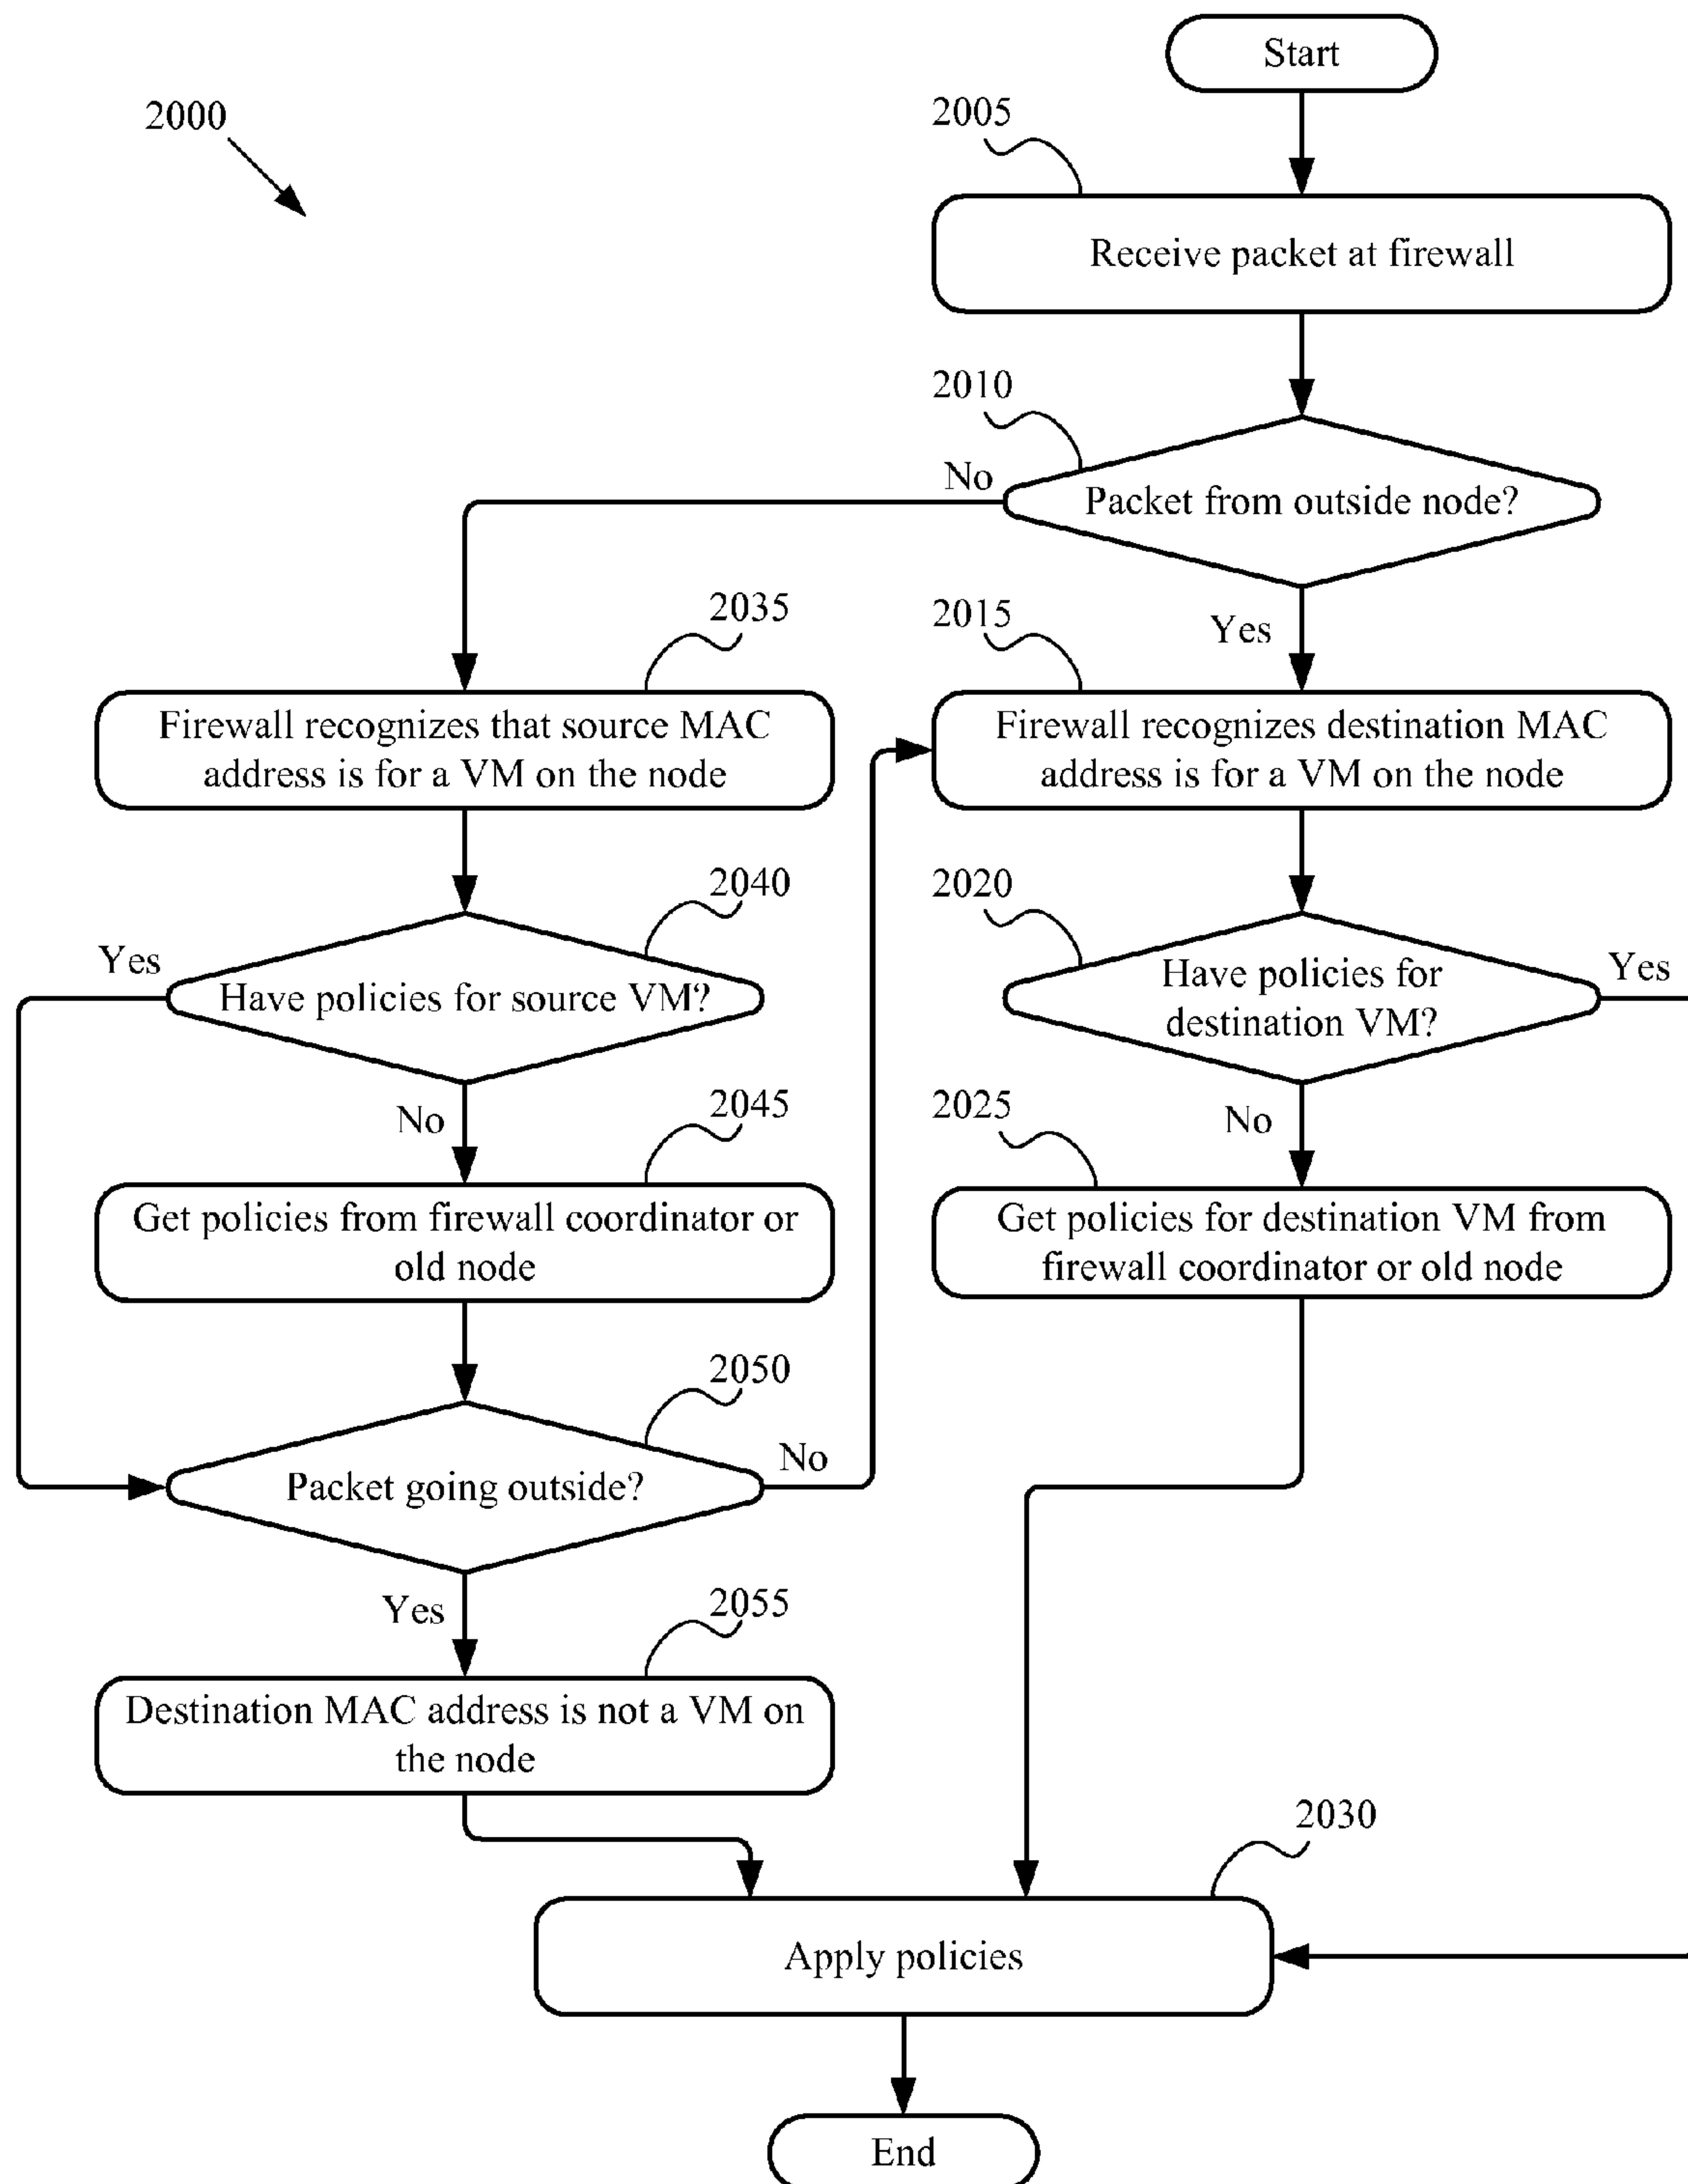 Start
2000
2005
Receive packet at firewall
2010
No
Packet from outside node?
Yes
2035
Firewall recognizes that source MAC
address is for a VM on the node
2015
Firewall recognizes destination MAC
address is for a VM on the node
2040
Yes
Have policies for source VM?
No
2020
Have policies for
destination VM?
Yes
No
2045
Get policies from firewall coordinator or
old node
2025
Get policies for destination VM from
firewall coordinator or old node
2050
Packet going outside?
No
Yes
2055
Destination MAC address is not a VM on
the node
2030
Apply policies
End